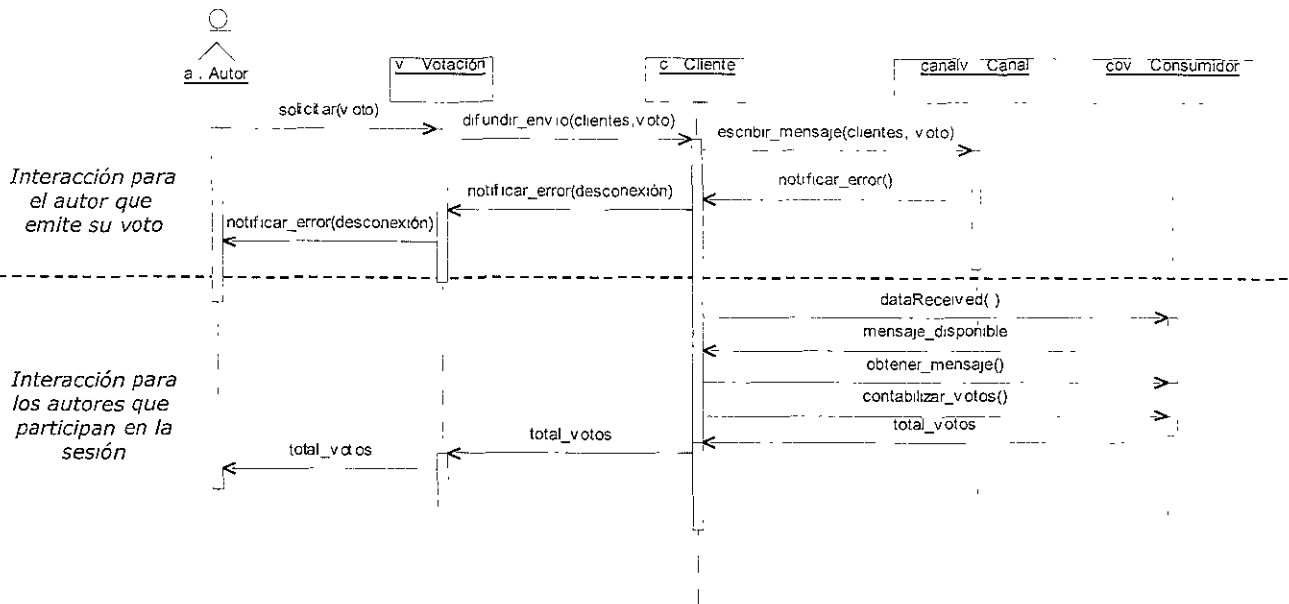 a . Autor
v Votación
c Cliente
canalv Canal
cov Consumidor
solicitar(voto)
difundir_envio(clientes,voto)
escribir_mensaje(clientes, voto)
notificar_error()
notificar_error(desconexión)
notificar_error(desconexión)
Interacción para
el autor que
emite su voto
dataReceived( )
mensaje_disponible
obtener_mensaje()
contabilizar_votos()
total_votos
total_votos
total_votos
Interacción para
los autores que
participan en la
sesión